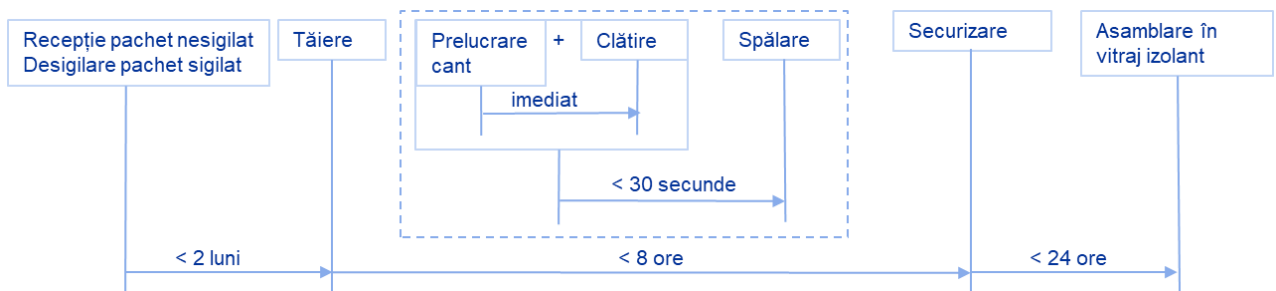 Recepție pachet nesigilat
Desigilare pachet sigilat
Tăiere
Prelucrare
cant
+
Clătire
Spălare
Securizare
Asamblare în
vitraj izolant
imediat
< 30 secunde
< 2 luni
< 8 ore
< 24 ore